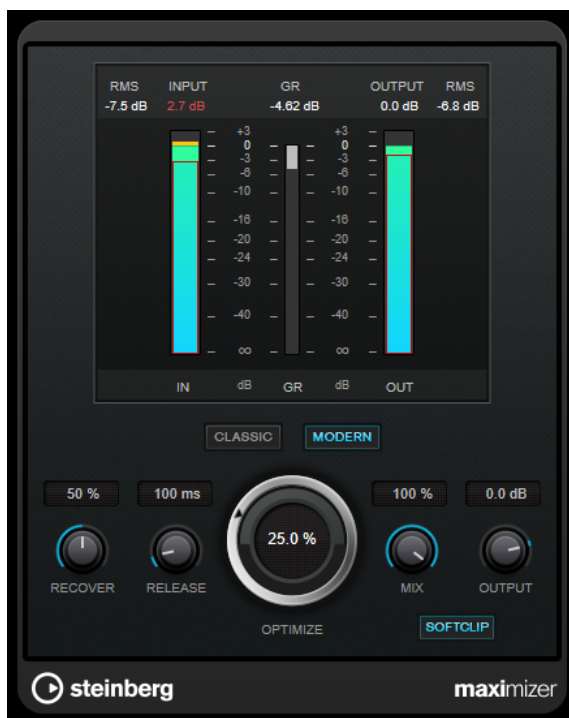 RMS INPUT GR OUTPUT RMS
-7.5 dB 2.7 dB -4.62 dB 0.0 dB -6.8 dB
+3 +3
0 0
-3 -3
-6 -6
-10 -10
-16 -16
-20 -20
-24 -24
-30 -30
-40 -40
∞ ∞
IN dB GR dB OUT
CLASSIC MODERN
50 % 100 ms 100 % 0.0 dB
25.0 %
RECOVER RELEASE MIX OUTPUT
OPTIMIZE SOFTCLIP
steinberg maximizer